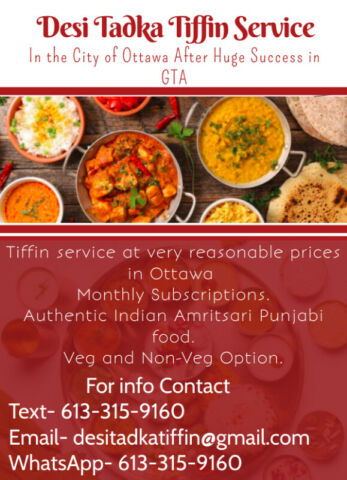 Desi Tadka Tiffin Service
In the City of Ottawa After Huge Success in
GTA
Tiffin service at very reasonable prices
in Ottawa
Monthly Subscriptions.
Authentic Indian Amritsari Punjabi
food.
Veg and Non-Veg Option.
For info Contact
Text- 613-315-9160
Email- desitadkatiffin@gmail.com
WhatsApp- 613-315-9160